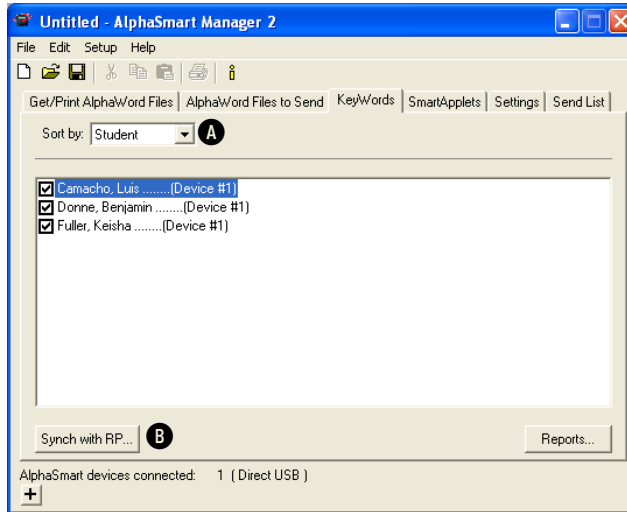 Untitled - AlphaSmart Manager 2
File Edit Setup Help
Get/Print AlphaWord Files AlphaWord Files to Send KeyWords SmartApplets Settings Send List
Sort by: Student A
Camacho, Luis ........(Device #1)
Donne, Benjamin ........(Device #1)
Fuller, Keisha ........(Device #1)
Synch with RP... B Reports...
AlphaSmart devices connected: 1 ( Direct USB )